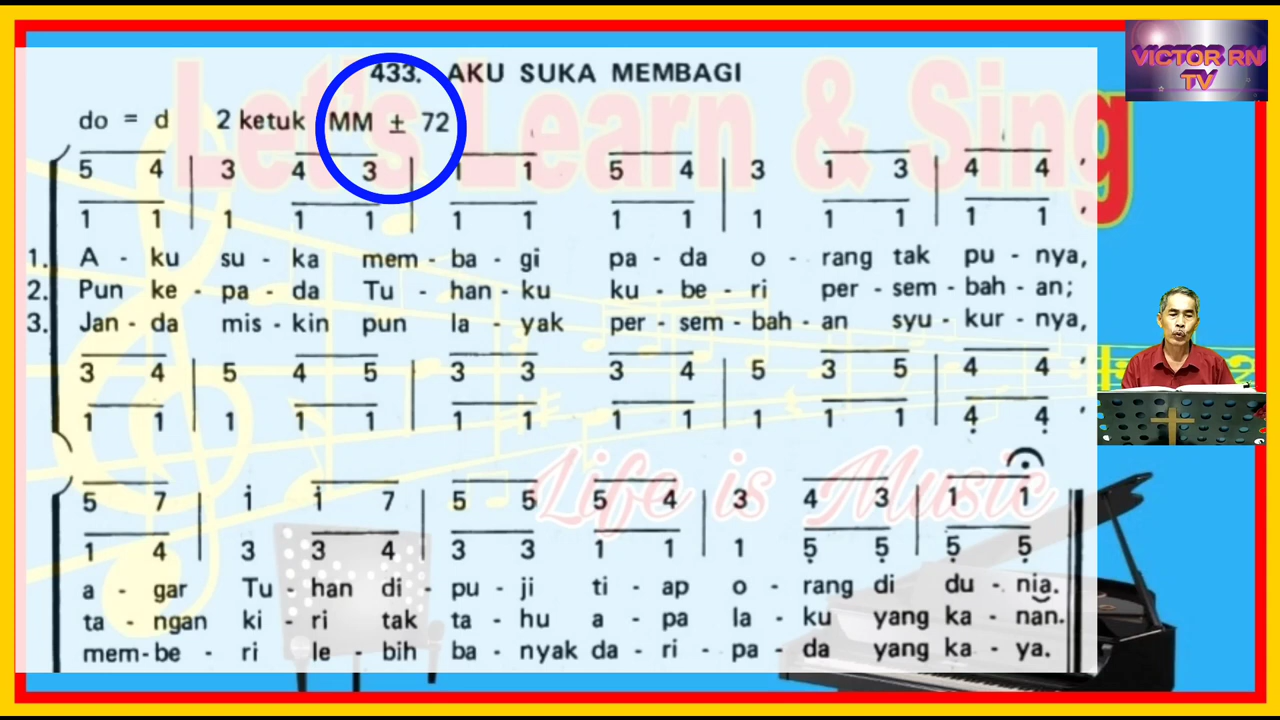 VICTOR RN
TV
Let's Learn & Sing
433. AKU SUKA MEMBAGI
do = d 2 ketuk MM ± 72
5 4 | 3 4 3 | 1 1 5 4 | 3 1 3 | 4 4 ,
1 1 | 1 1 1 | 1 1 1 1 | 1 1 1 | 1 1 ,
1. A - ku su - ka mem - ba - gi pa - da o - rang tak pu - nya,
2. Pun ke - pa - da Tu - han - ku ku - be - ri per - sem - bah - an;
3. Jan - da mis - kin pun la - yak per - sem - bah - an syu - kur - nya,
3 4 | 5 4 5 | 3 3 3 4 | 5 3 5 | 4 4 ,
1 1 | 1 1 1 | 1 1 1 1 | 1 1 1 | 4̣ 4̣ ,
Life is Music
5 7 | i i 7 | 5 5 5 4 | 3 4 3 | 1 1
1 4 | 3 3 4 | 3 3 1 1 | 1 5̣ 5̣ | 5̣ 5̣
a - gar Tu - han di - pu - ji ti - ap o - rang di du - nia.
ta - ngan ki - ri tak ta - hu a - pa la - ku yang ka - nan.
mem - be - ri le - bih ba - nyak da - ri - pa - da yang ka - ya.